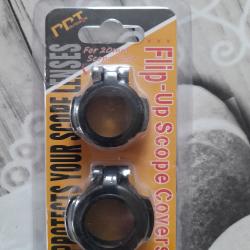 PPT
For 20mm
Flip-Up Scope Covers
PROTECTS YOUR SCOPE LENSES